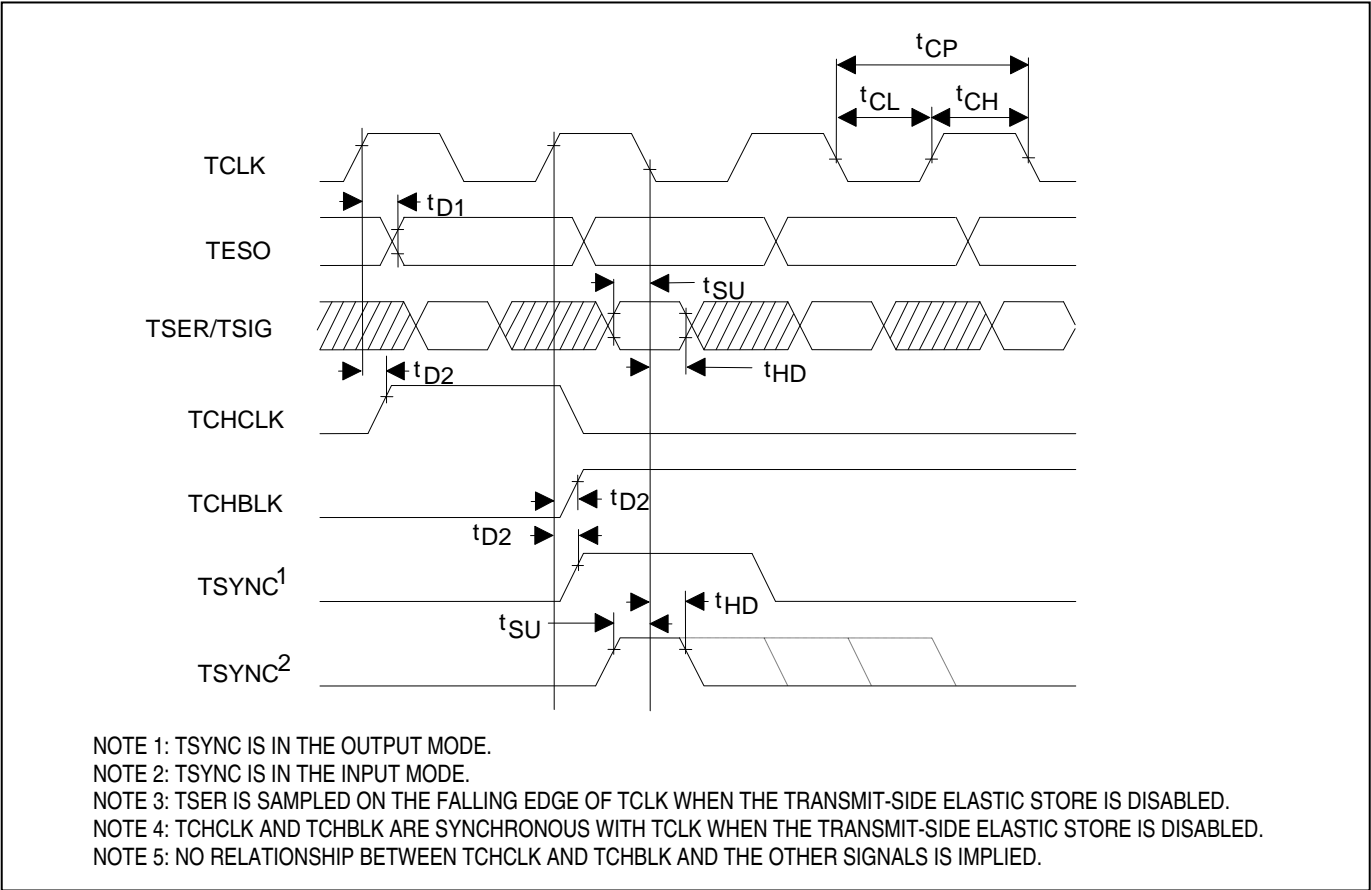 tCP
tCL tCH
TCLK
tD1
TESO
tSU
TSER/TSIG
tD2 tHD
TCHCLK
TCHBLK tD2
tD2
TSYNC1
tHD
tSU
TSYNC2
NOTE 1: TSYNC IS IN THE OUTPUT MODE.
NOTE 2: TSYNC IS IN THE INPUT MODE.
NOTE 3: TSER IS SAMPLED ON THE FALLING EDGE OF TCLK WHEN THE TRANSMIT-SIDE ELASTIC STORE IS DISABLED.
NOTE 4: TCHCLK AND TCHBLK ARE SYNCHRONOUS WITH TCLK WHEN THE TRANSMIT-SIDE ELASTIC STORE IS DISABLED.
NOTE 5: NO RELATIONSHIP BETWEEN TCHCLK AND TCHBLK AND THE OTHER SIGNALS IS IMPLIED.